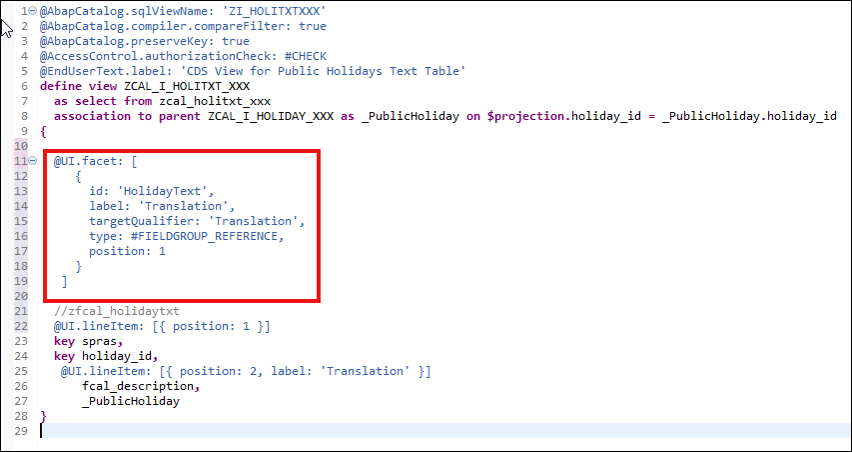 1 @AbapCatalog.sqlViewName: 'ZI_HOLITXTXXX'
2 @AbapCatalog.compiler.compareFilter: true
3 @AbapCatalog.preserveKey: true
4 @AccessControl.authorizationCheck: #CHECK
5 @EndUserText.label: 'CDS View for Public Holidays Text Table'
6 define view ZCAL_I_HOLITXT_XXX
7 as select from zcal_holitxt_xxx
8 association to parent ZCAL_I_HOLIDAY_XXX as _PublicHoliday on $projection.holiday_id = _PublicHoliday.holiday_id
9 {
10
11 @UI.facet: [
12 {
13 id: 'HolidayText',
14 label: 'Translation',
15 targetQualifier: 'Translation',
16 type: #FIELDGROUP_REFERENCE,
17 position: 1
18 }
19 ]
20
21 //zfcal_holidaytxt
22 @UI.lineItem: [{ position: 1 }]
23 key spras,
24 key holiday_id,
25 @UI.lineItem: [{ position: 2, label: 'Translation' }]
26 fcal_description,
27 _PublicHoliday
28 }
29